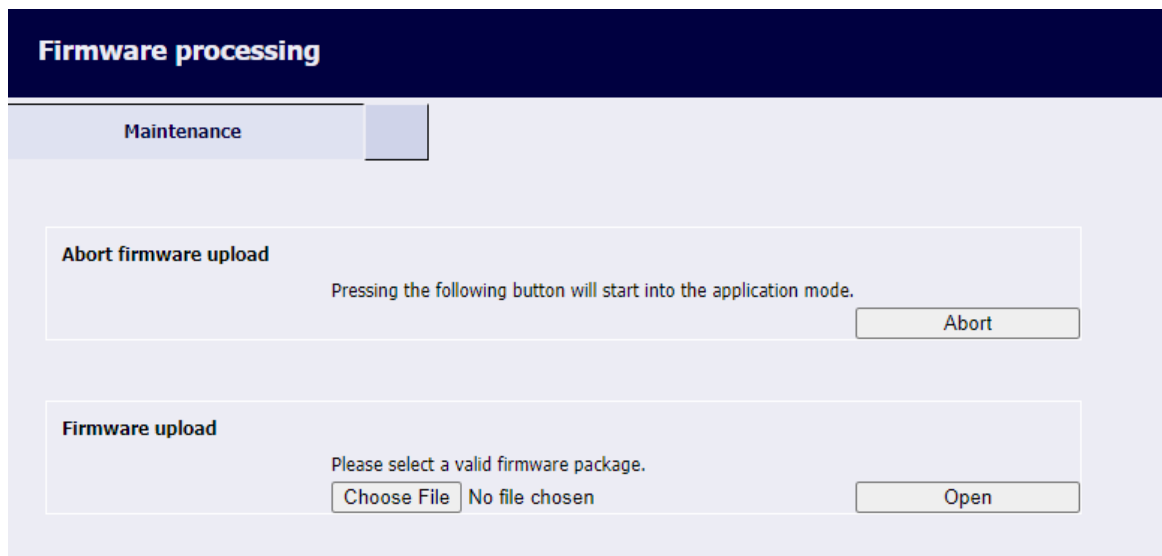 Firmware processing
Maintenance
Abort firmware upload
Pressing the following button will start into the application mode.
Abort
Firmware upload
Please select a valid firmware package.
Choose File No file chosen Open